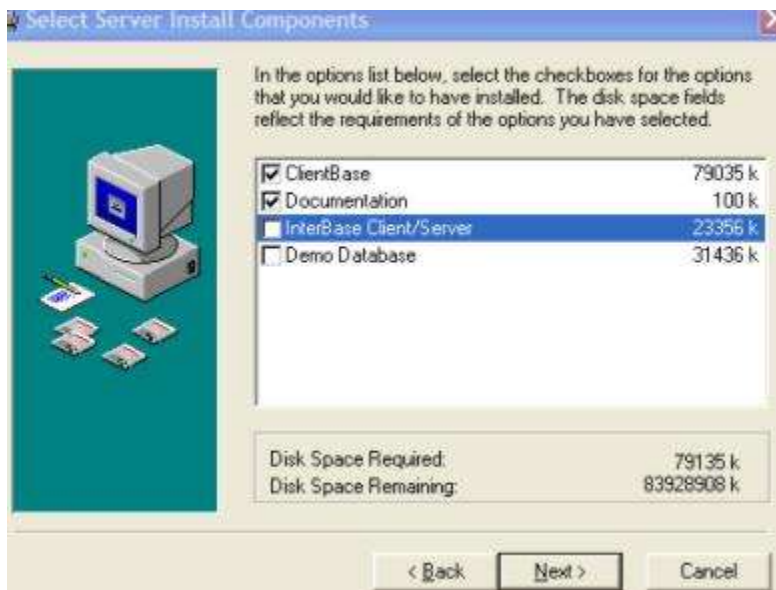 Select Server Install Components
In the options list below, select the checkboxes for the options
that you would like to have installed. The disk space fields
reflect the requirements of the options you have selected.
ClientBase 79035 k
Documentation 100 k
InterBase Client/Server 23356 k
Demo Database 31436 k
Disk Space Required: 79135 k
Disk Space Remaining: 83928908 k
< Back Next > Cancel